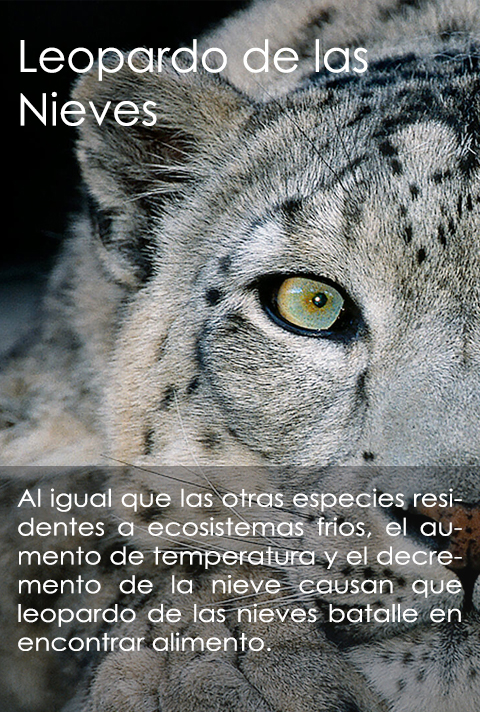 Leopardo de las
Nieves
Al igual que las otras especies resi-
dentes a ecosistemas frios, el au-
mento de temperatura y el decre-
mento de la nieve causan que
leopardo de las nieves batalle en
encontrar alimento.